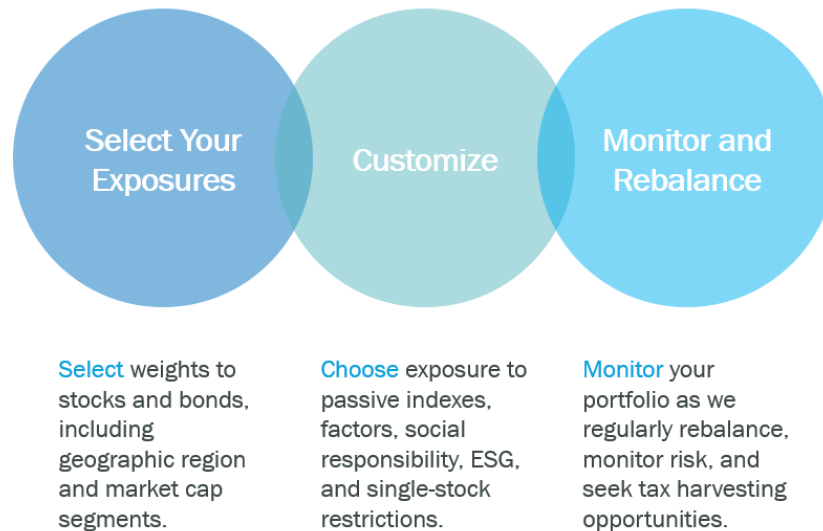 Select Your
Exposures
Customize
Monitor and
Rebalance
Select weights to
stocks and bonds,
including
geographic region
and market cap
segments.
Choose exposure to
passive indexes,
factors, social
responsibility, ESG,
and single-stock
restrictions.
Monitor your
portfolio as we
regularly rebalance,
monitor risk, and
seek tax harvesting
opportunities.